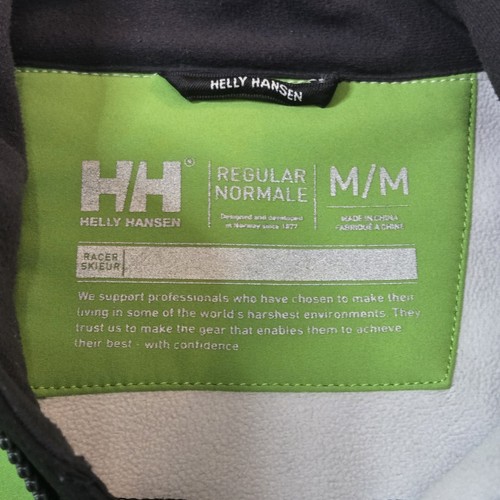 HELLY HANSEN
HH®
HELLY HANSEN
REGULAR
NORMALE
Designed and developed
in Norway since 1877
M/M
MADE IN CHINA
FABRIQUÉ A CHINA
RACER
SKIEUR
We support professionals who have chosen to make their
living in some of the world's harshest environments. They
trust us to make the gear that enables them to achieve
their best - with confidence